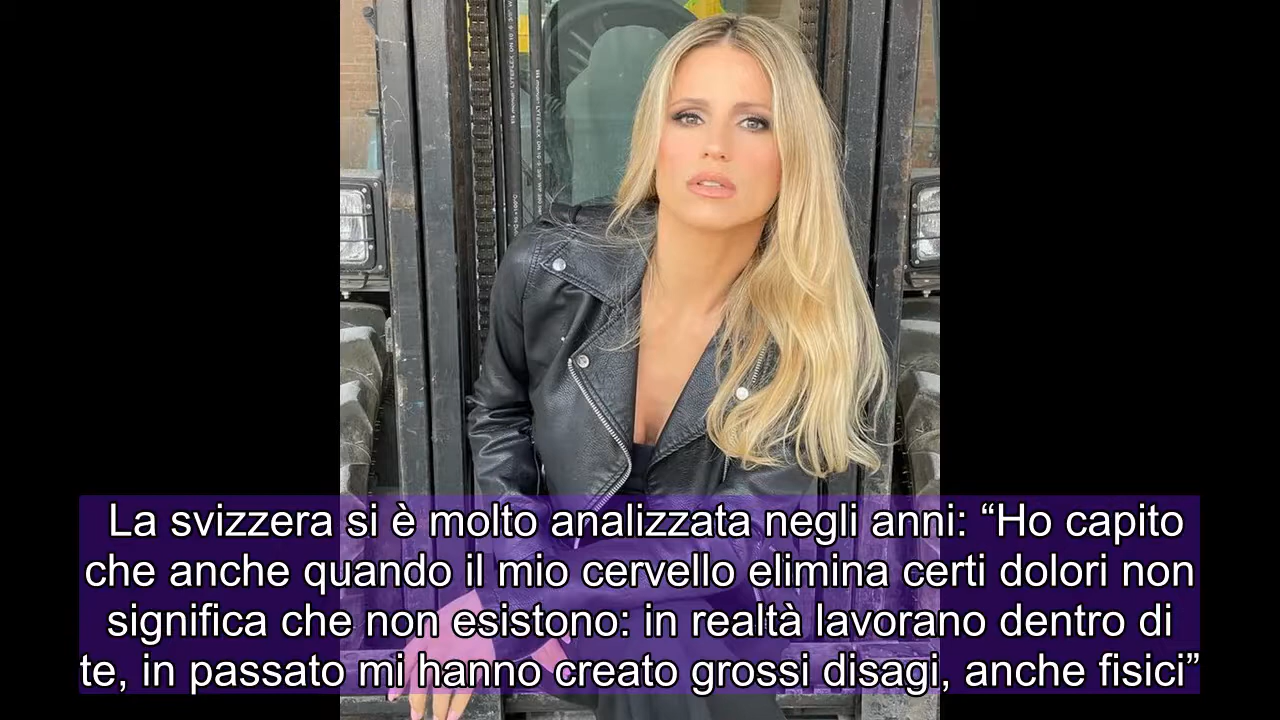 La svizzera si è molto analizzata negli anni: “Ho capito
che anche quando il mio cervello elimina certi dolori non
significa che non esistono: in realtà lavorano dentro di
te, in passato mi hanno creato grossi disagi, anche fisici”